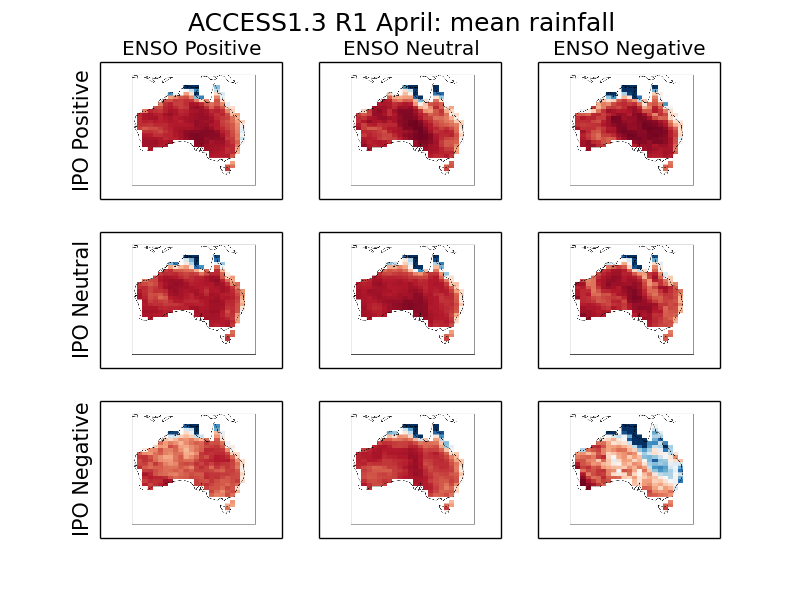 ACCESS1.3 R1 April: mean rainfall
ENSO Positive
ENSO Neutral
ENSO Negative
IPO Positive
IPO Neutral
IPO Negative